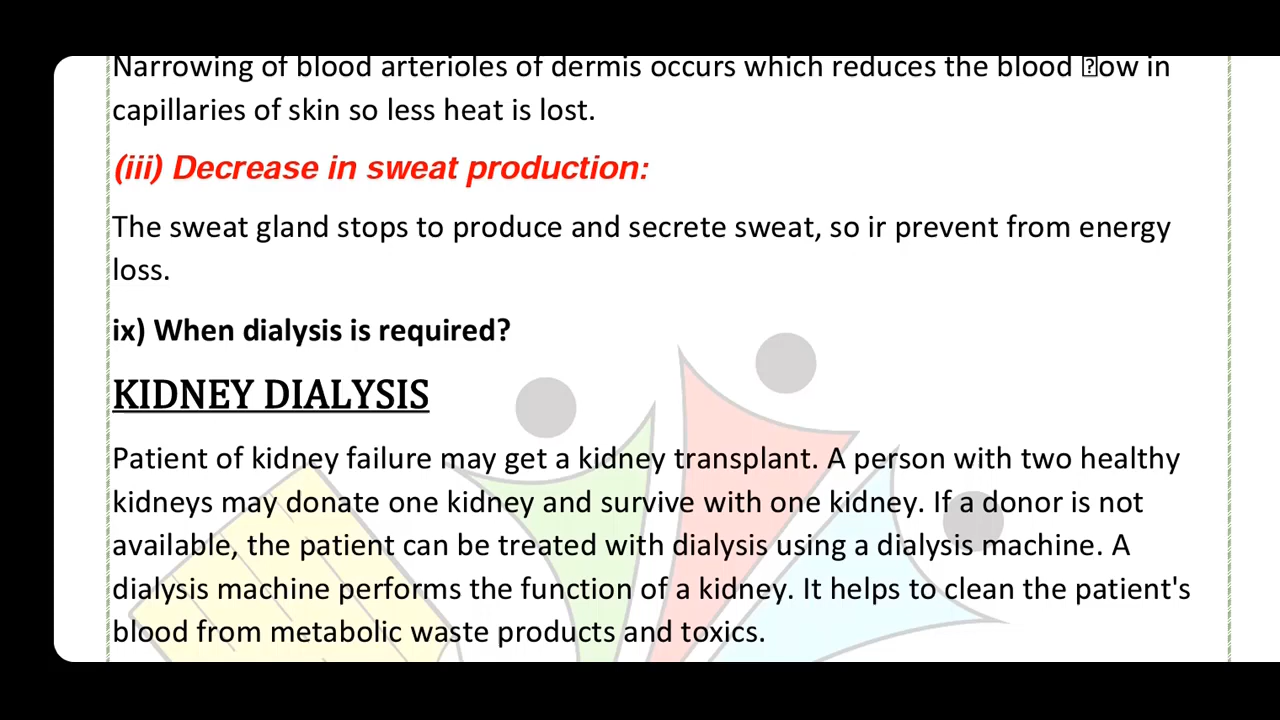 Narrowing of blood arterioles of dermis occurs which reduces the blood ow in
capillaries of skin so less heat is lost.
(iii) Decrease in sweat production:
The sweat gland stops to produce and secrete sweat, so ir prevent from energy
loss.
ix) When dialysis is required?
KIDNEY DIALYSIS
Patient of kidney failure may get a kidney transplant. A person with two healthy
kidneys may donate one kidney and survive with one kidney. If a donor is not
available, the patient can be treated with dialysis using a dialysis machine. A
dialysis machine performs the function of a kidney. It helps to clean the patient's
blood from metabolic waste products and toxics.